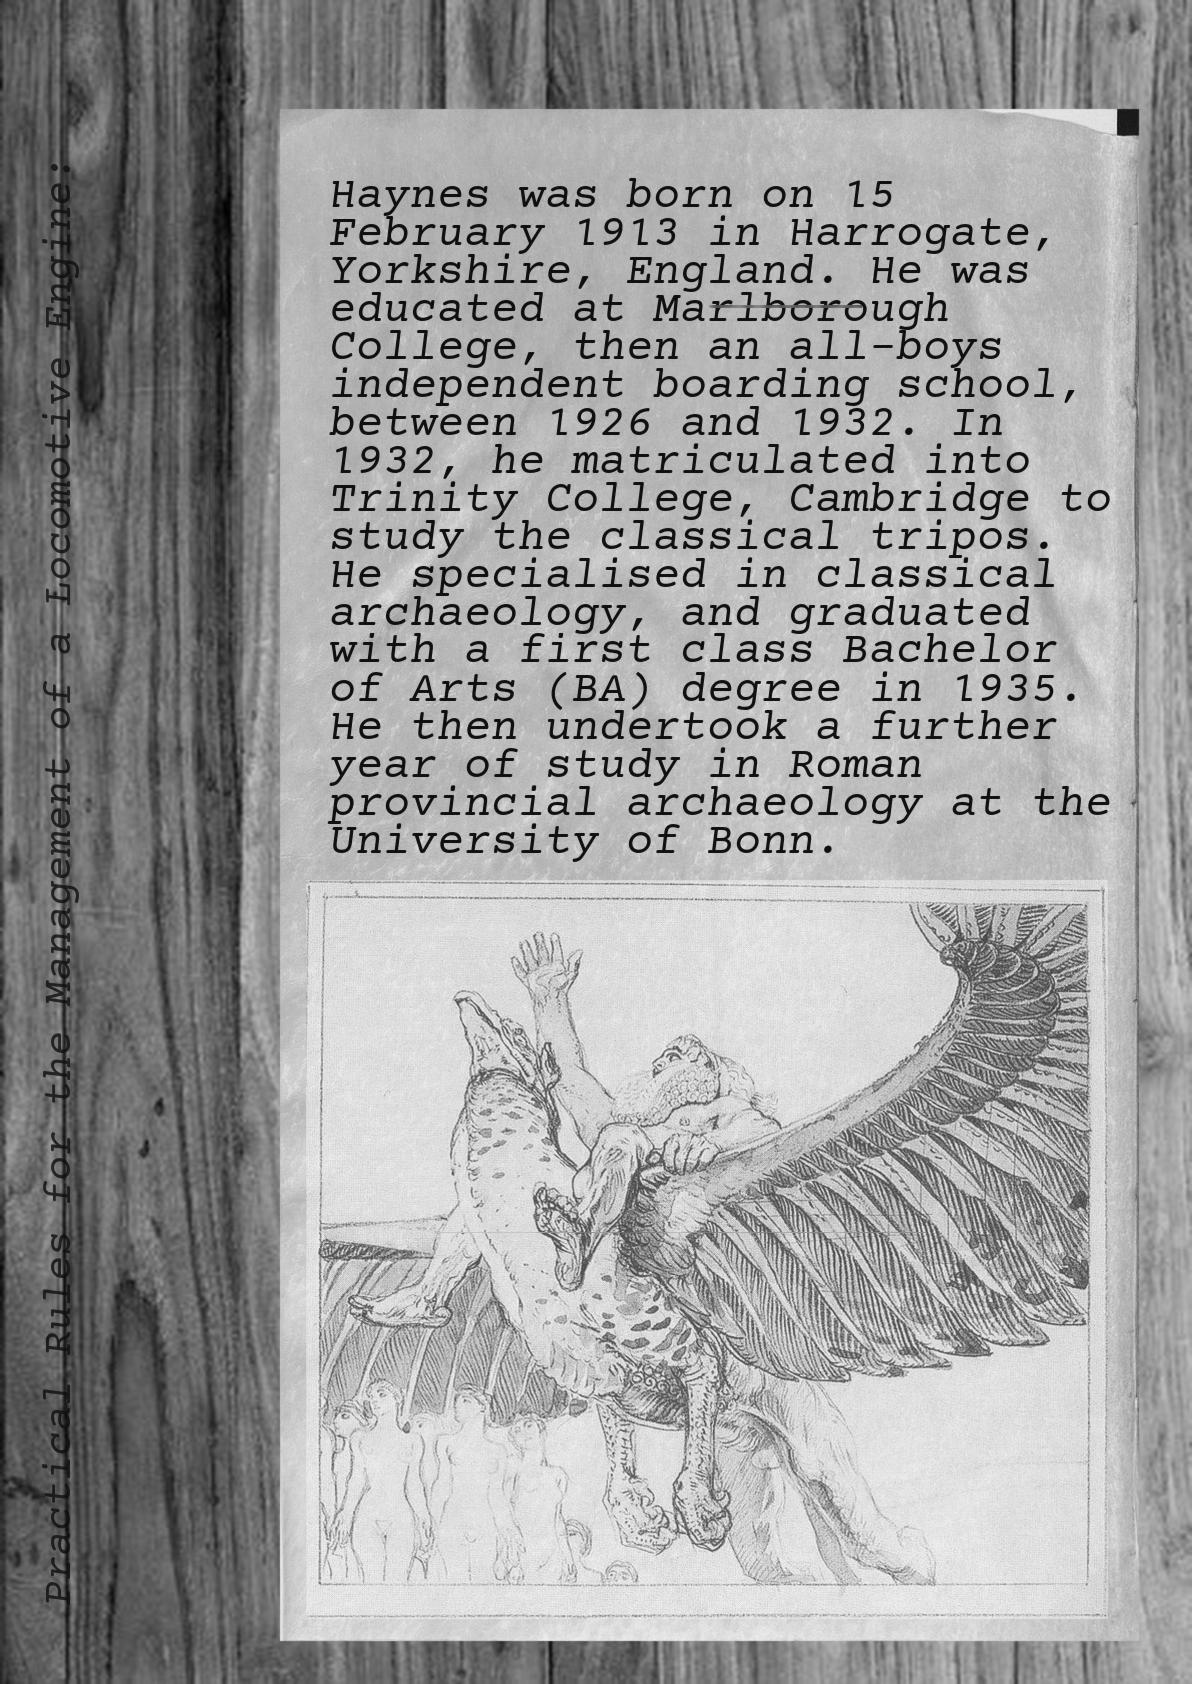 Practical Rules for the Management of a Locomotive Engine:
Haynes was born on 15
February 1913 in Harrogate,
Yorkshire, England. He was
educated at Marlborough
College, then an all-boys
independent boarding school,
between 1926 and 1932. In
1932, he matriculated into
Trinity College, Cambridge to
study the classical tripos.
He specialised in classical
archaeology, and graduated
with a first class Bachelor
of Arts (BA) degree in 1935.
He then undertook a further
year of study in Roman
provincial archaeology at the
University of Bonn.